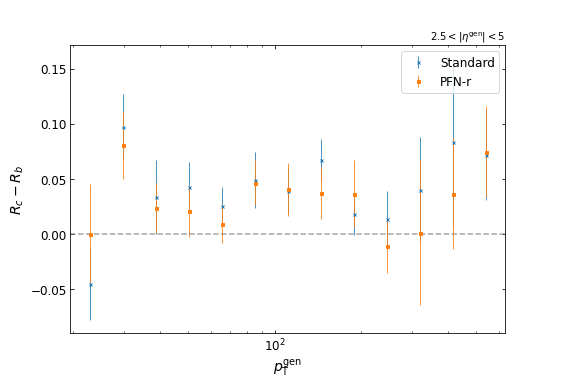 2.5 < |η^gen| < 5
Standard
PFN-r
R_c − R_b
0.15
0.10
0.05
0.00
−0.05
10^2
p_T^gen